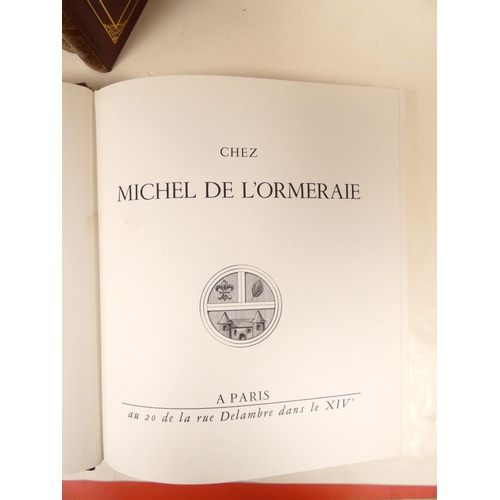 CHEZ
MICHEL DE L'ORMERAIE
A PARIS
au 20 de la rue Delambre dans le XIVe